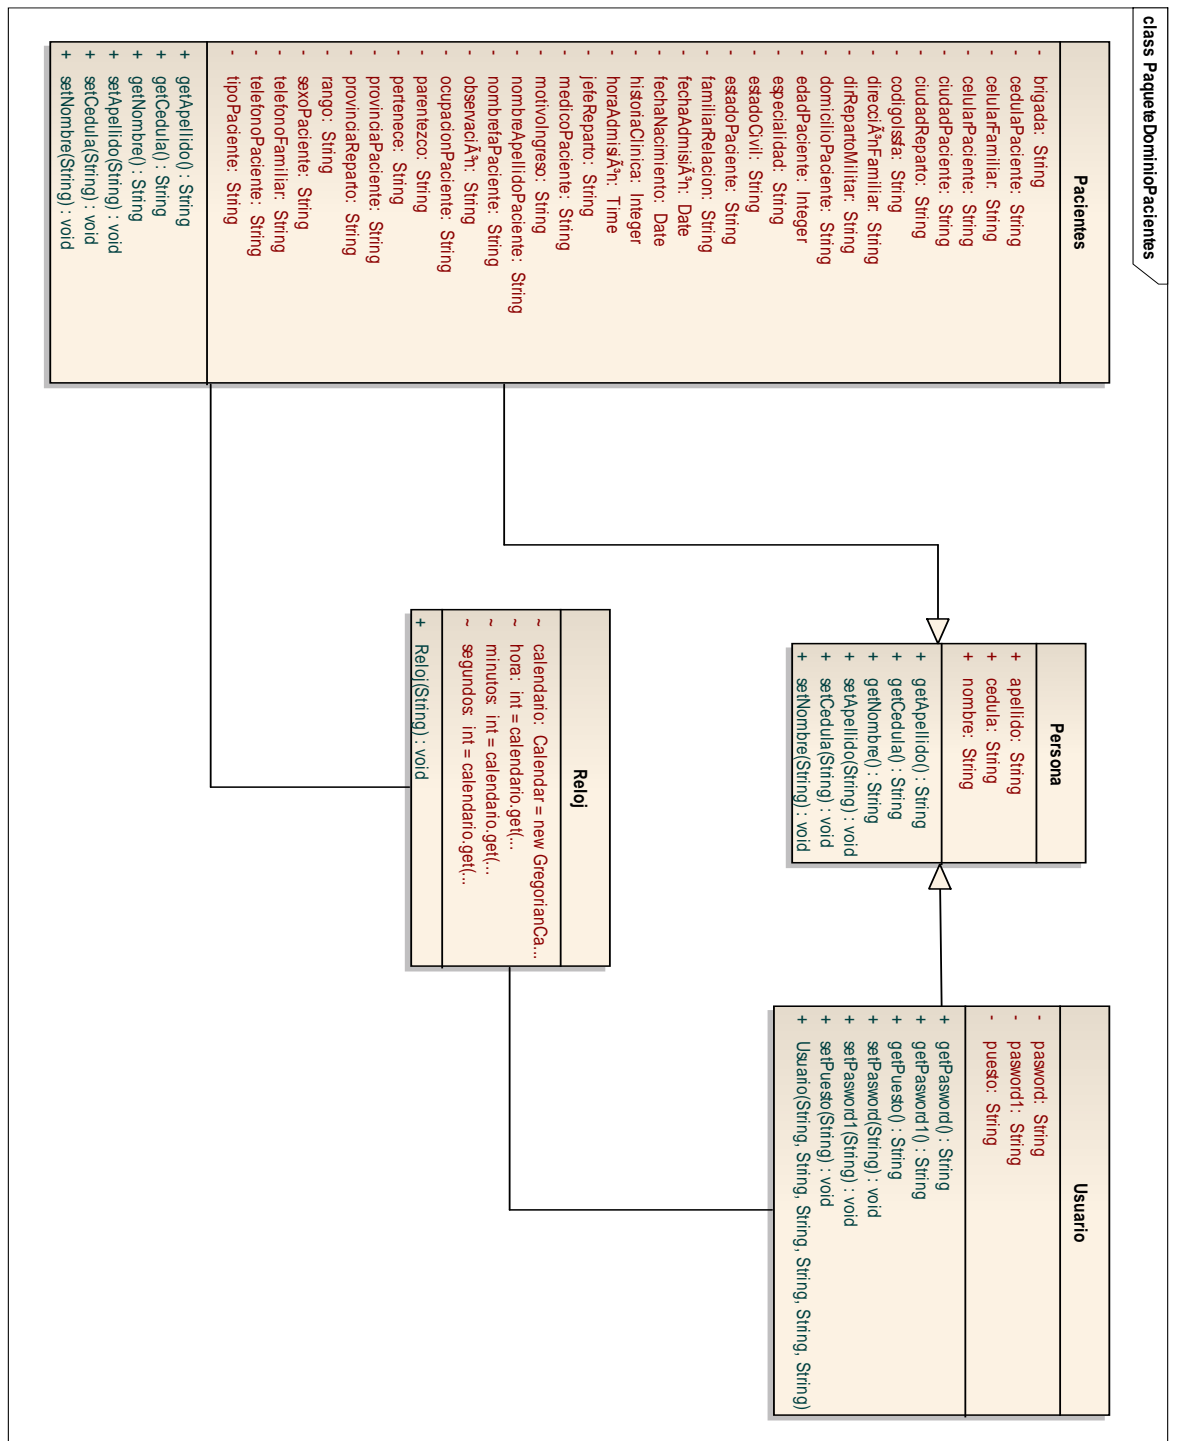 class PaqueteDominioPacientes
Pacientes
- brigada: String
- cedulaPaciente: String
- celularFamiliar: String
- celularPaciente: String
- ciudadPaciente: String
- ciudadReparto: String
- codigoIssfa: String
- direcciÃ³nFamiliar: String
- dirRepartoMilitar: String
- domicilioPaciente: String
- edadPaciente: Integer
- especialidad: String
- estadoCivil: String
- estadoPaciente: String
- familiarRelacion: String
- fechaAdmisiÃ³n: Date
- fechaNacimiento: Date
- historiaClinica: Integer
- horaAdmisiÃ³n: Time
- jefeReparto: String
- medicoPaciente: String
- motivoIngreso: String
- nombreApellidoPaciente: String
- nombrefaPaciente: String
- observaciÃ³n: String
- ocupacionPaciente: String
- parentezco: String
- pertenece: String
- provinciaPaciente: String
- provinciaReparto: String
- rango: String
- sexoPaciente: String
- telefonoFamiliar: String
- telefonoPaciente: String
- tipoPaciente: String
+ getApellido() : String
+ getCedula() : String
+ getNombre() : String
+ setApellido(String) : void
+ setCedula(String) : void
+ setNombre(String) : void
Persona
+ apellido: String
+ cedula: String
+ nombre: String
+ getApellido() : String
+ getCedula() : String
+ getNombre() : String
+ setApellido(String) : void
+ setCedula(String) : void
+ setNombre(String) : void
Reloj
~ calendario: Calendar = new GregorianCa...
~ hora: int = calendario.get(...
~ minutos: int = calendario.get(...
~ segundos: int = calendario.get(...
+ Reloj(String) : void
Usuario
- pasword: String
- pasword1: String
- puesto: String
+ getPasword() : String
+ getPasword1() : String
+ getPuesto() : String
+ setPasword(String) : void
+ setPasword1(String) : void
+ setPuesto(String) : void
+ Usuario(String, String, String, String, String, String)